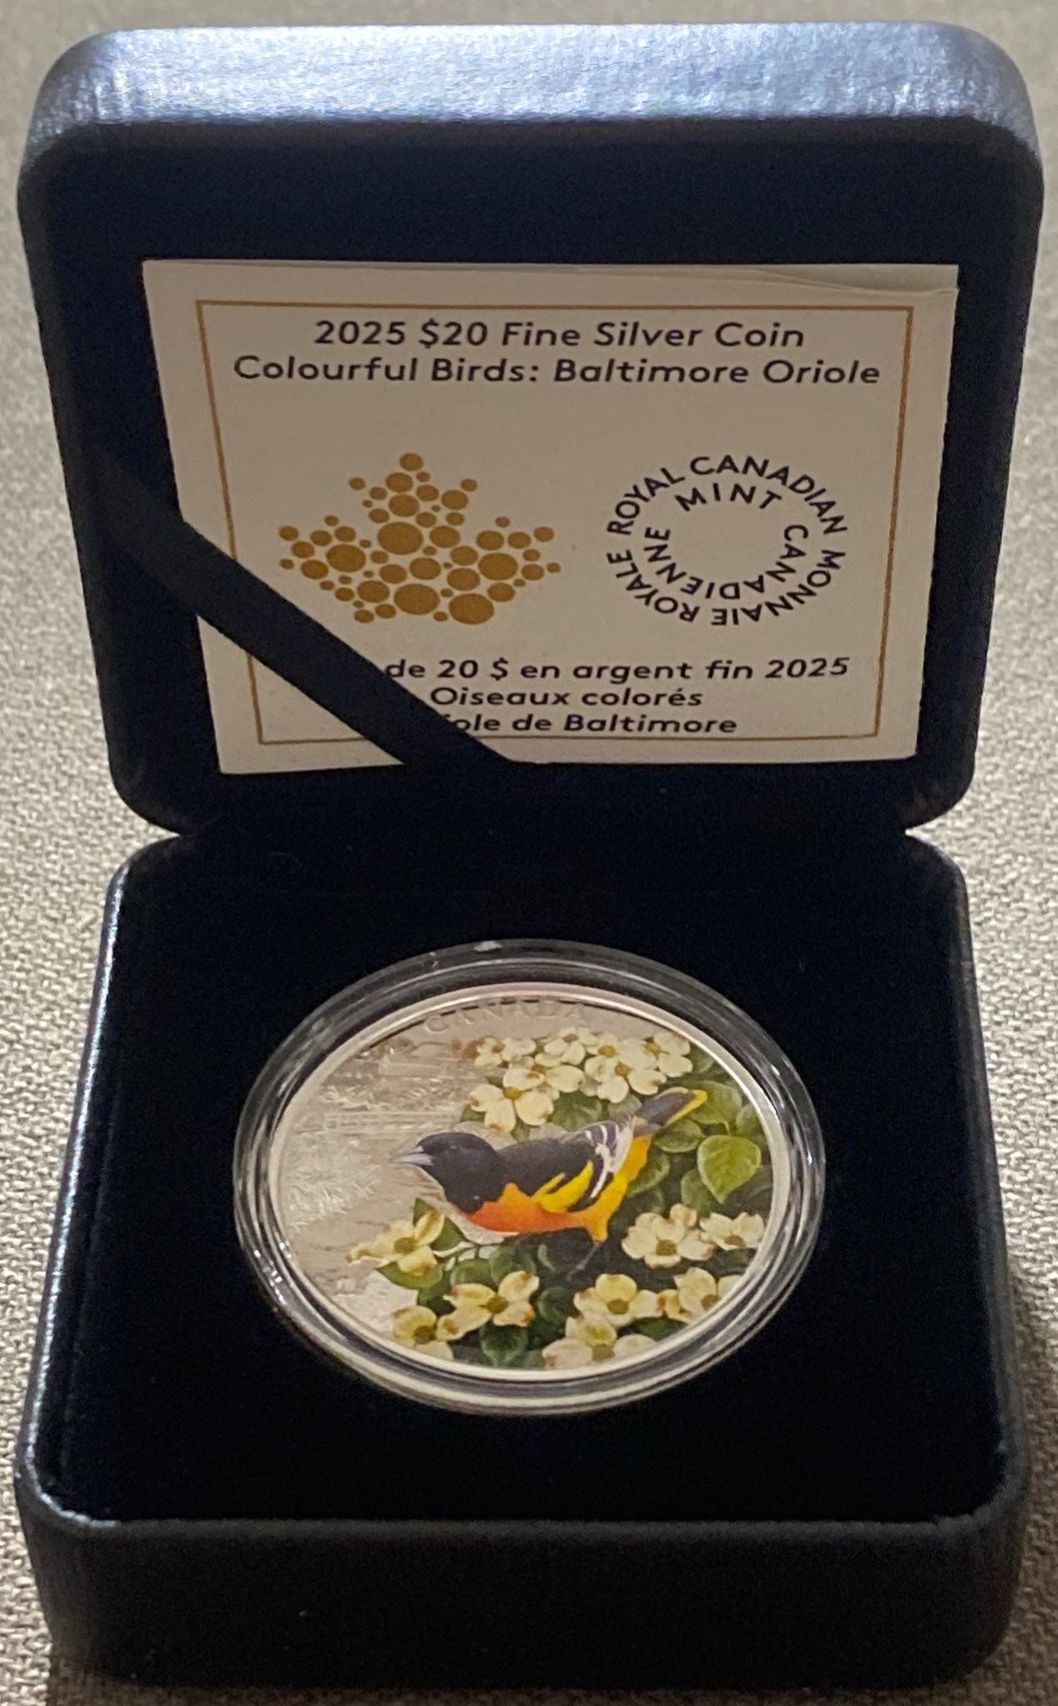 2025 $20 Fine Silver Coin
Colourful Birds: Baltimore Oriole
ROYAL CANADIAN MINT
MONNAIE ROYALE CANADIENNE
de 20 $ en argent fin 2025
Oiseaux colorés
de Baltimore
CANADA